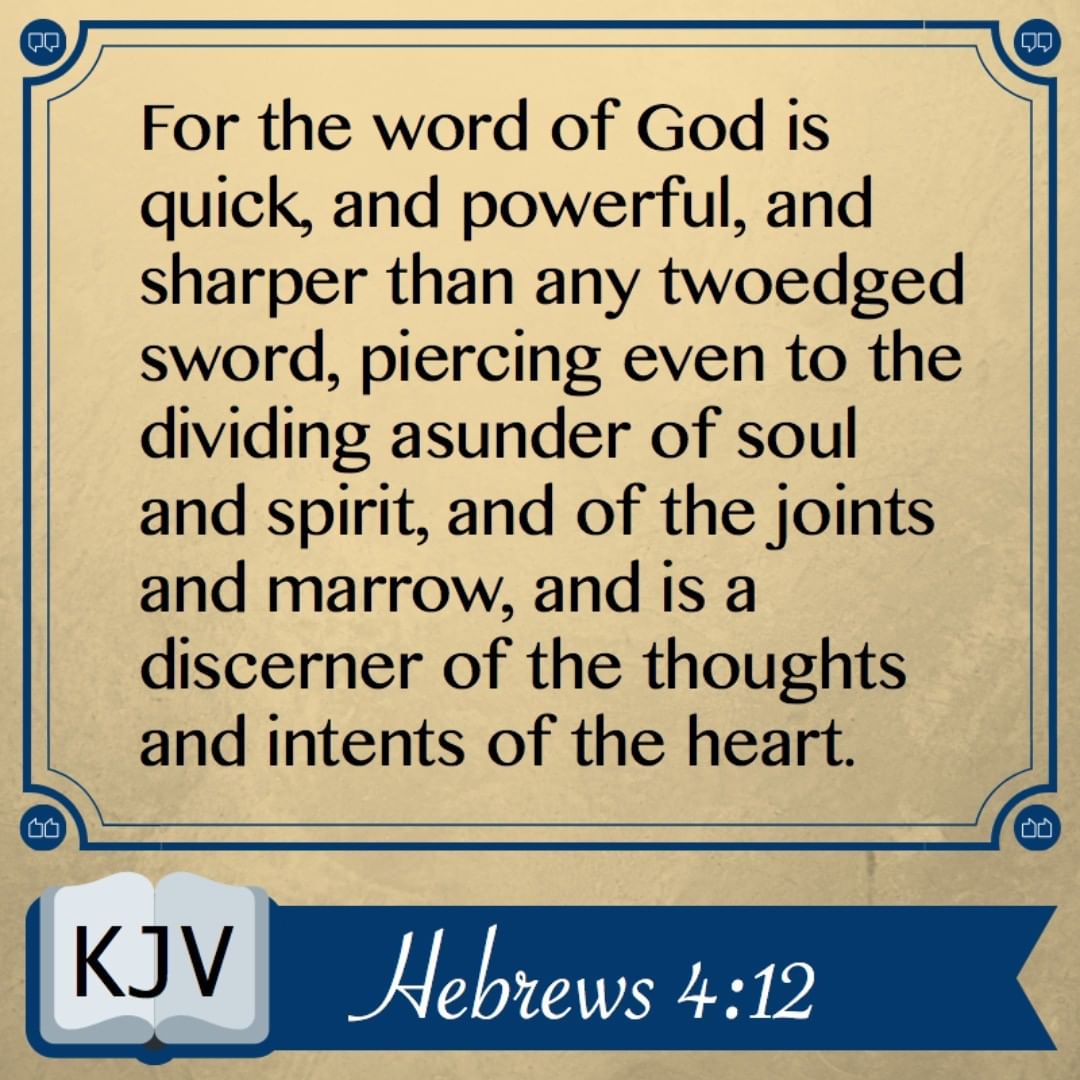 For the word of God is
quick, and powerful, and
sharper than any twoedged
sword, piercing even to the
dividing asunder of soul
and spirit, and of the joints
and marrow, and is a
discerner of the thoughts
and intents of the heart.
KJV
Hebrews 4:12